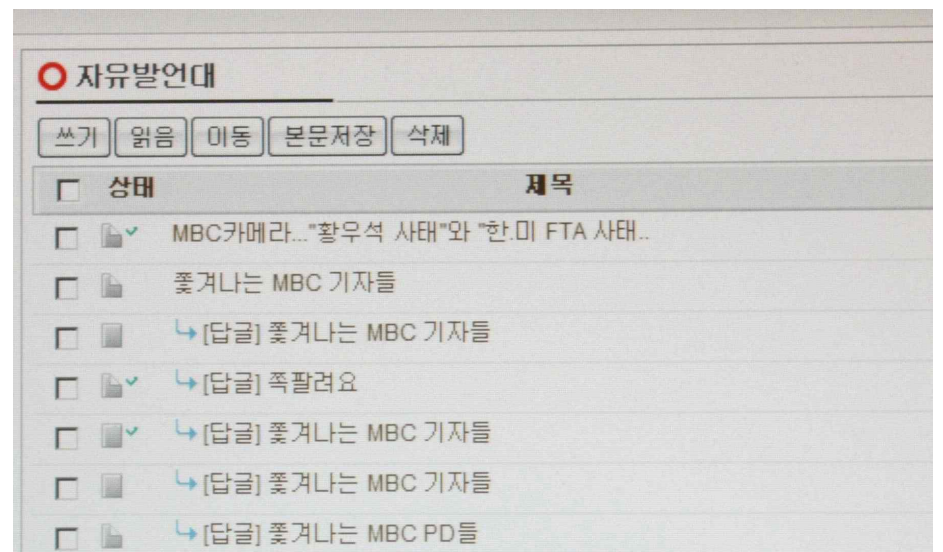 자유발언대
쓰기 읽음 이동 본문저장 삭제
상태 제목
MBC카메라..."황우석 사태"와 "한.미 FTA 사태..
쫓겨나는 MBC 기자들
[답글] 쫓겨나는 MBC 기자들
[답글] 쪽팔려요
[답글] 쫓겨나는 MBC 기자들
[답글] 쫓겨나는 MBC 기자들
[답글] 쫓겨나는 MBC PD들